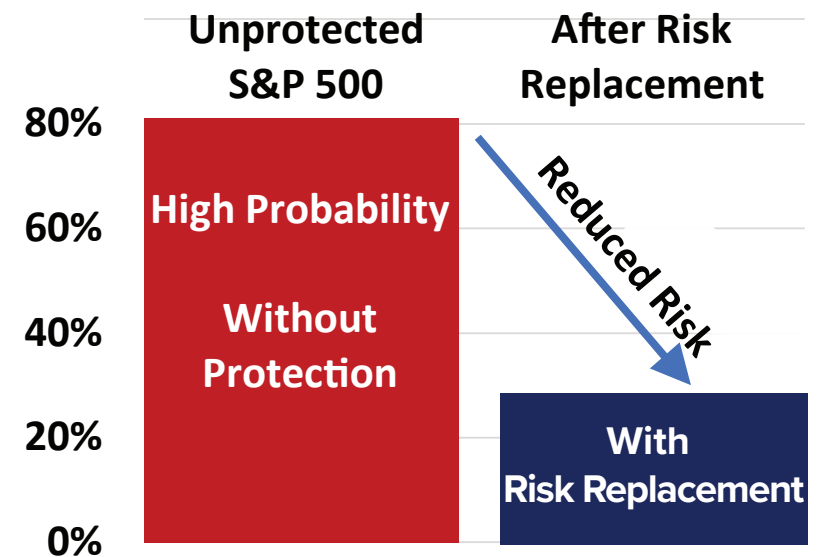 Unprotected
S&P 500
After Risk
Replacement
80%
60%
40%
20%
0%
High Probability
Without
Protection
Reduced Risk
With
Risk Replacement